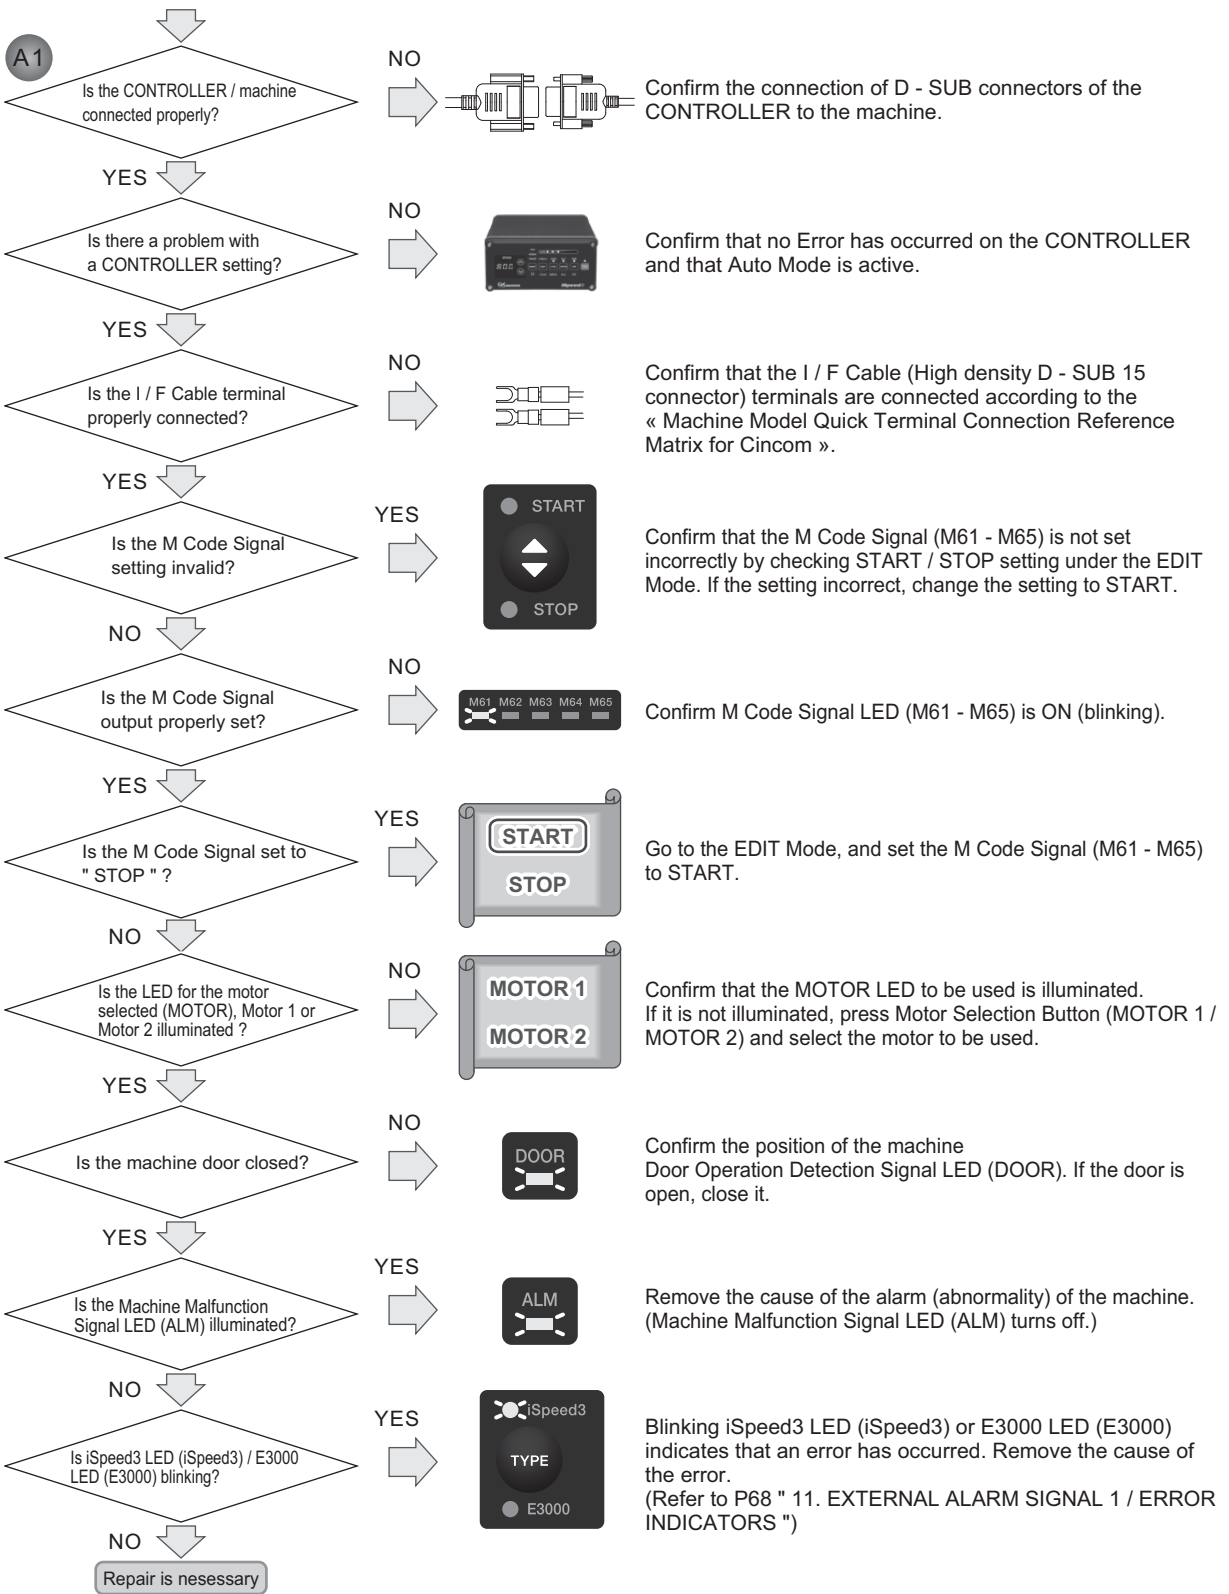 A1
Is the CONTROLLER / machine
connected properly?
NO
Confirm the connection of D - SUB connectors of the
CONTROLLER to the machine.
YES
Is there a problem with
a CONTROLLER setting?
NO
Confirm that no Error has occurred on the CONTROLLER
and that Auto Mode is active.
YES
Is the I / F Cable terminal
properly connected?
NO
Confirm that the I / F Cable (High density D - SUB 15
connector) terminals are connected according to the
« Machine Model Quick Terminal Connection Reference
Matrix for Cincom ».
YES
Is the M Code Signal
setting invalid?
YES
START
STOP
Confirm that the M Code Signal (M61 - M65) is not set
incorrectly by checking START / STOP setting under the EDIT
Mode. If the setting incorrect, change the setting to START.
NO
Is the M Code Signal
output properly set?
NO
M61 M62 M63 M64 M65
Confirm M Code Signal LED (M61 - M65) is ON (blinking).
YES
Is the M Code Signal set to
" STOP " ?
YES
START
STOP
Go to the EDIT Mode, and set the M Code Signal (M61 - M65)
to START.
NO
Is the LED for the motor
selected (MOTOR), Motor 1 or
Motor 2 illuminated ?
NO
MOTOR 1
MOTOR 2
Confirm that the MOTOR LED to be used is illuminated.
If it is not illuminated, press Motor Selection Button (MOTOR 1 /
MOTOR 2) and select the motor to be used.
YES
Is the machine door closed?
NO
DOOR
Confirm the position of the machine
Door Operation Detection Signal LED (DOOR). If the door is
open, close it.
YES
Is the Machine Malfunction
Signal LED (ALM) illuminated?
YES
ALM
Remove the cause of the alarm (abnormality) of the machine.
(Machine Malfunction Signal LED (ALM) turns off.)
NO
Is iSpeed3 LED (iSpeed3) / E3000
LED (E3000) blinking?
YES
iSpeed3
TYPE
E3000
Blinking iSpeed3 LED (iSpeed3) or E3000 LED (E3000)
indicates that an error has occurred. Remove the cause of
the error.
(Refer to P68 " 11. EXTERNAL ALARM SIGNAL 1 / ERROR
INDICATORS ")
NO
Repair is nesessary